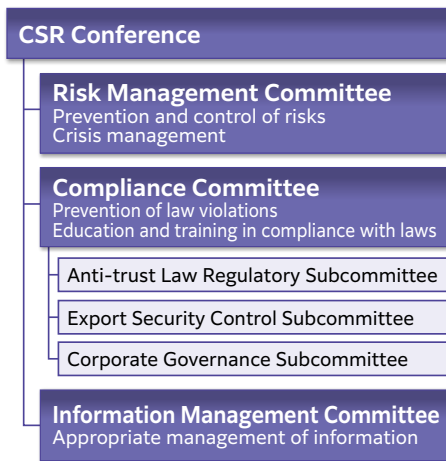 CSR Conference
Risk Management Committee
Prevention and control of risks
Crisis management
Compliance Committee
Prevention of law violations
Education and training in compliance with laws
Anti-trust Law Regulatory Subcommittee
Export Security Control Subcommittee
Corporate Governance Subcommittee
Information Management Committee
Appropriate management of information